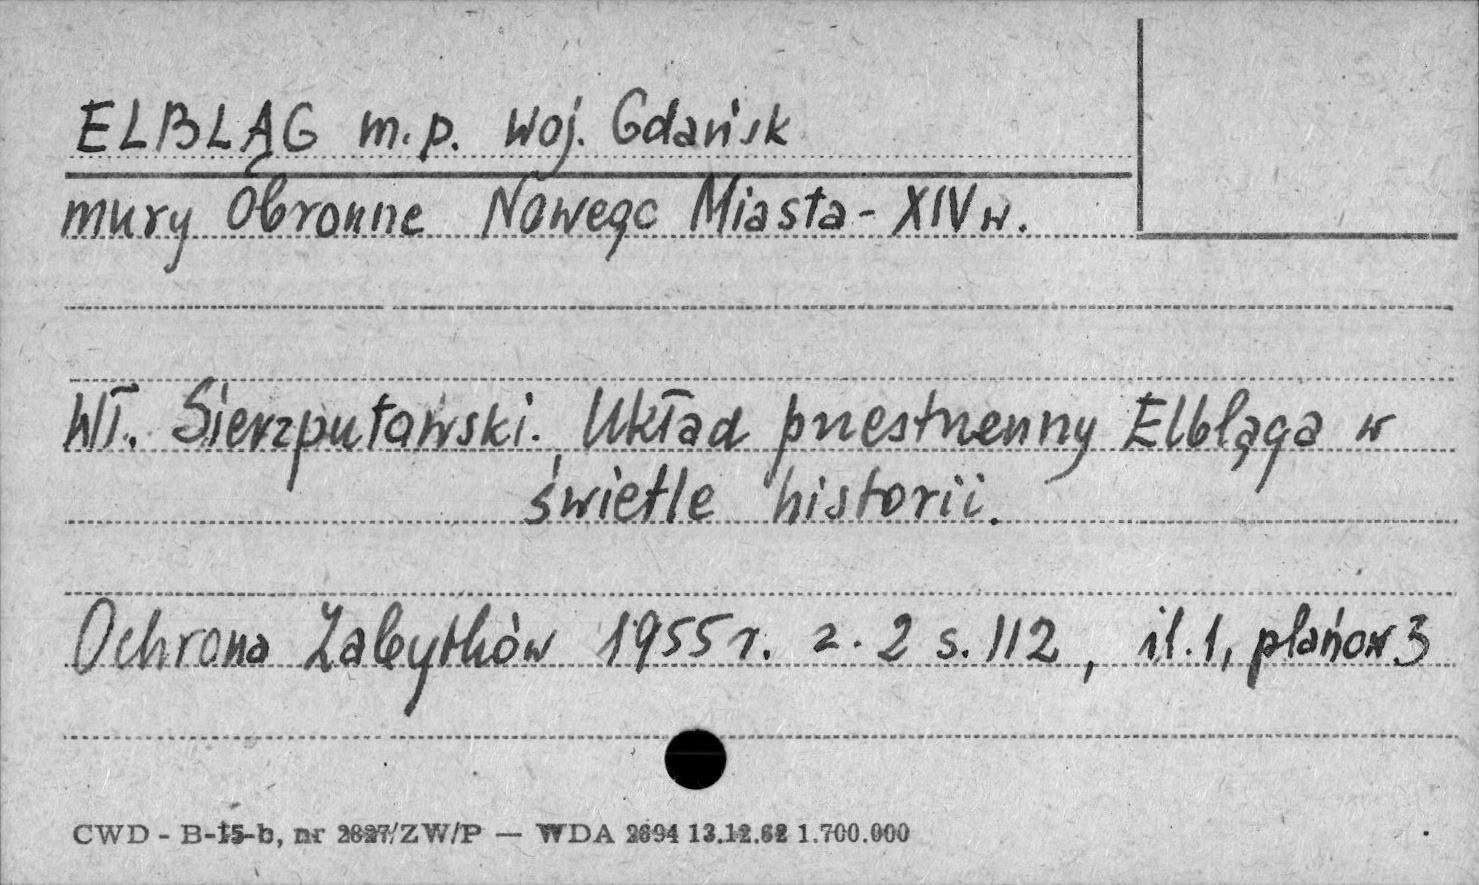 ELBLĄG m.p. woj. Gdańsk
mury obronne Nowego Miasta - XIV w.
Wł. Sierzputowski. Układ przestrzenny Elbląga w
świetle historii.
Ochrona Zabytków 1955 r. z. 2 s. 112, il. 1, planów 3
CWD - B-15-b, nr 2827/ZW/P — WDA 2694 13.12.62 1.700.000